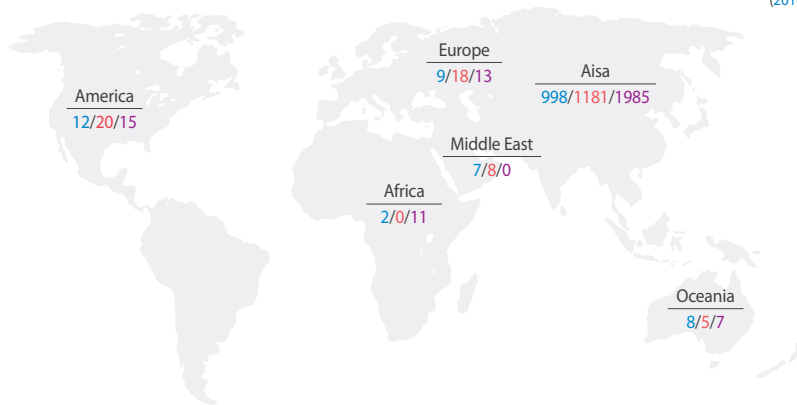 Europe
9/18/13
Aisa
998/1181/1985
America
12/20/15
Middle East
7/8/0
Africa
2/0/11
Oceania
8/5/7